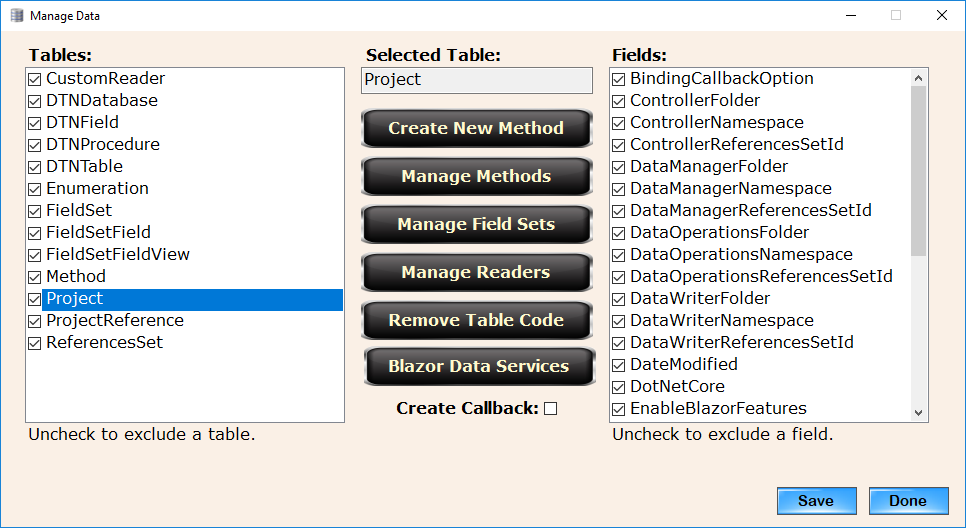 Manage Data
Tables:
CustomReader
DTNDatabase
DTNField
DTNProcedure
DTNTable
Enumeration
FieldSet
FieldSetField
FieldSetFieldView
Method
Project
ProjectReference
ReferencesSet
Uncheck to exclude a table.
Selected Table:
Project
Create New Method
Manage Methods
Manage Field Sets
Manage Readers
Remove Table Code
Blazor Data Services
Create Callback:
Fields:
BindingCallbackOption
ControllerFolder
ControllerNamespace
ControllerReferencesSetId
DataManagerFolder
DataManagerNamespace
DataManagerReferencesSetId
DataOperationsFolder
DataOperationsNamespace
DataOperationsReferencesSetId
DataWriterFolder
DataWriterNamespace
DataWriterReferencesSetId
DateModified
DotNetCore
EnableBlazorFeatures
Uncheck to exclude a field.
Save
Done